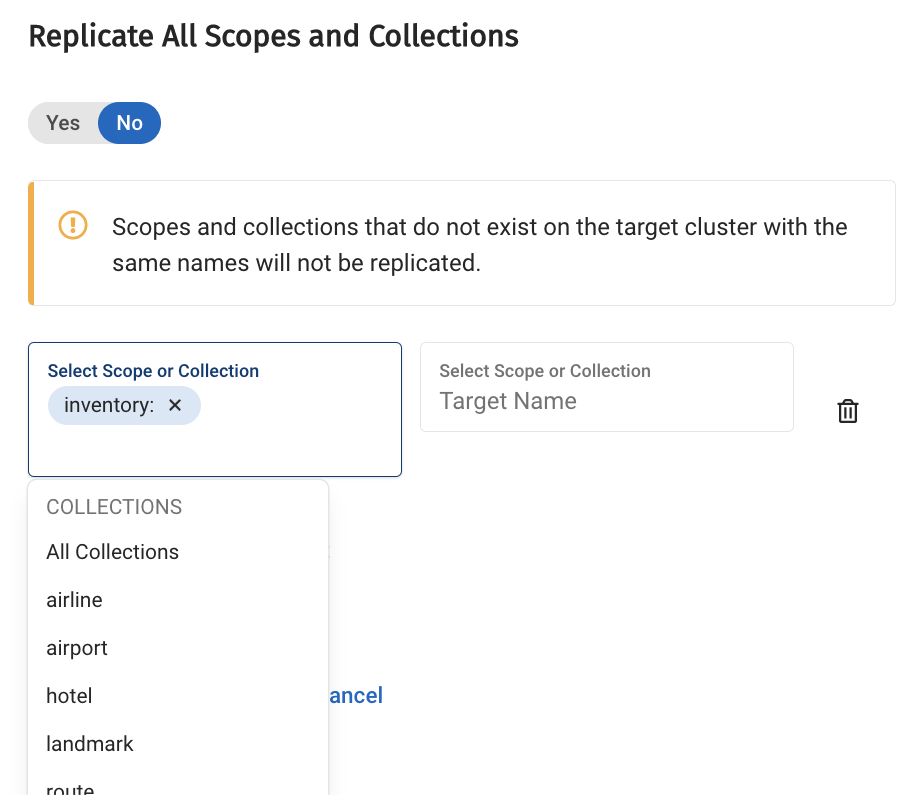 Replicate All Scopes and Collections
Yes No
Scopes and collections that do not exist on the target cluster with the
same names will not be replicated.
Select Scope or Collection
inventory:
Select Scope or Collection
Target Name
COLLECTIONS
All Collections
airline
airport
hotel
ancel
landmark
route